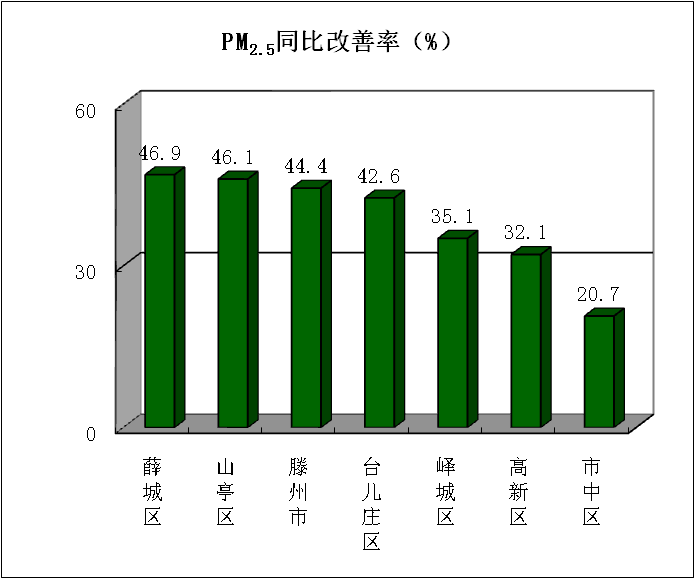 PM2.5同比改善率（%）
60
30
0
46.9
46.1
44.4
42.6
35.1
32.1
20.7
薛城区
山亭区
滕州市
台儿庄区
峄城区
高新区
市中区